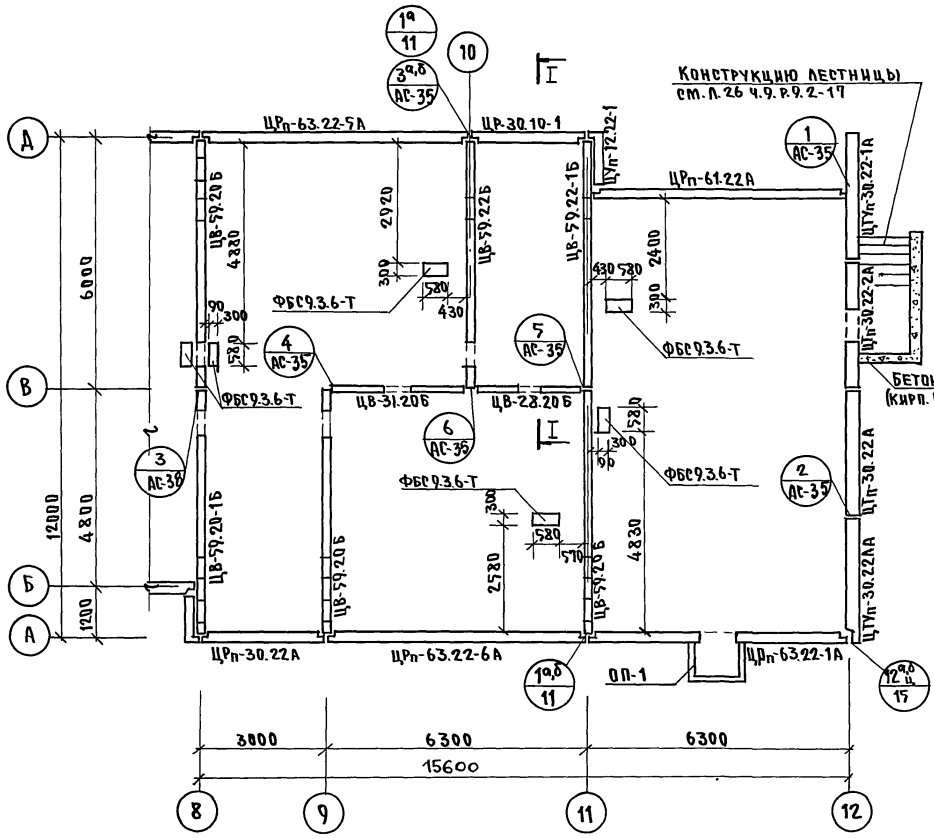 1а
11
10
I
3а,б
АС-35
КОНСТРУКЦИЮ ЛЕСТНИЦЫ
СМ. Л. 26 Ч.9. Р.9. 2-17
Д
ЦРп-63.22-5А
ЦР-30.10-1
ЦУп-12.22-1
1
АС-35
ЦРп-61.22А
ЦТУп-30.22-1А
ЦВ-59.20Б
4880
2920
ЦВ-59.22Б
ЦВ-59.22-1Б
2400
6000
300
580
430
430
580
300
ЦТп-30.22-2А
ФБС9.3.6-Т
ФБС9.3.6-Т
90
300
580
4
АС-35
5
АС-35
В
ФБС9.3.6-Т
ЦВ-31.20Б
ЦВ-28.20Б
БЕТОН
(КИРП.
6
АС-35
I
580
300
90
3
АС-38
ФБС9.3.6-Т
ФБС9.3.6-Т
2
АС-35
ЦТп-30.22А
12000
4800
ЦВ-59.20-1Б
300
580
570
2580
4830
ЦВ-59.20Б
ЦВ-59.20Б
Б
1200
ЦТУп-30.22АА
А
ЦРп-30.22А
ЦРп-63.22-6А
ЦРп-63.22-1А
1а,б
11
ОП-1
12а,б
ц
15
3000
6300
6300
15600
8
9
11
12